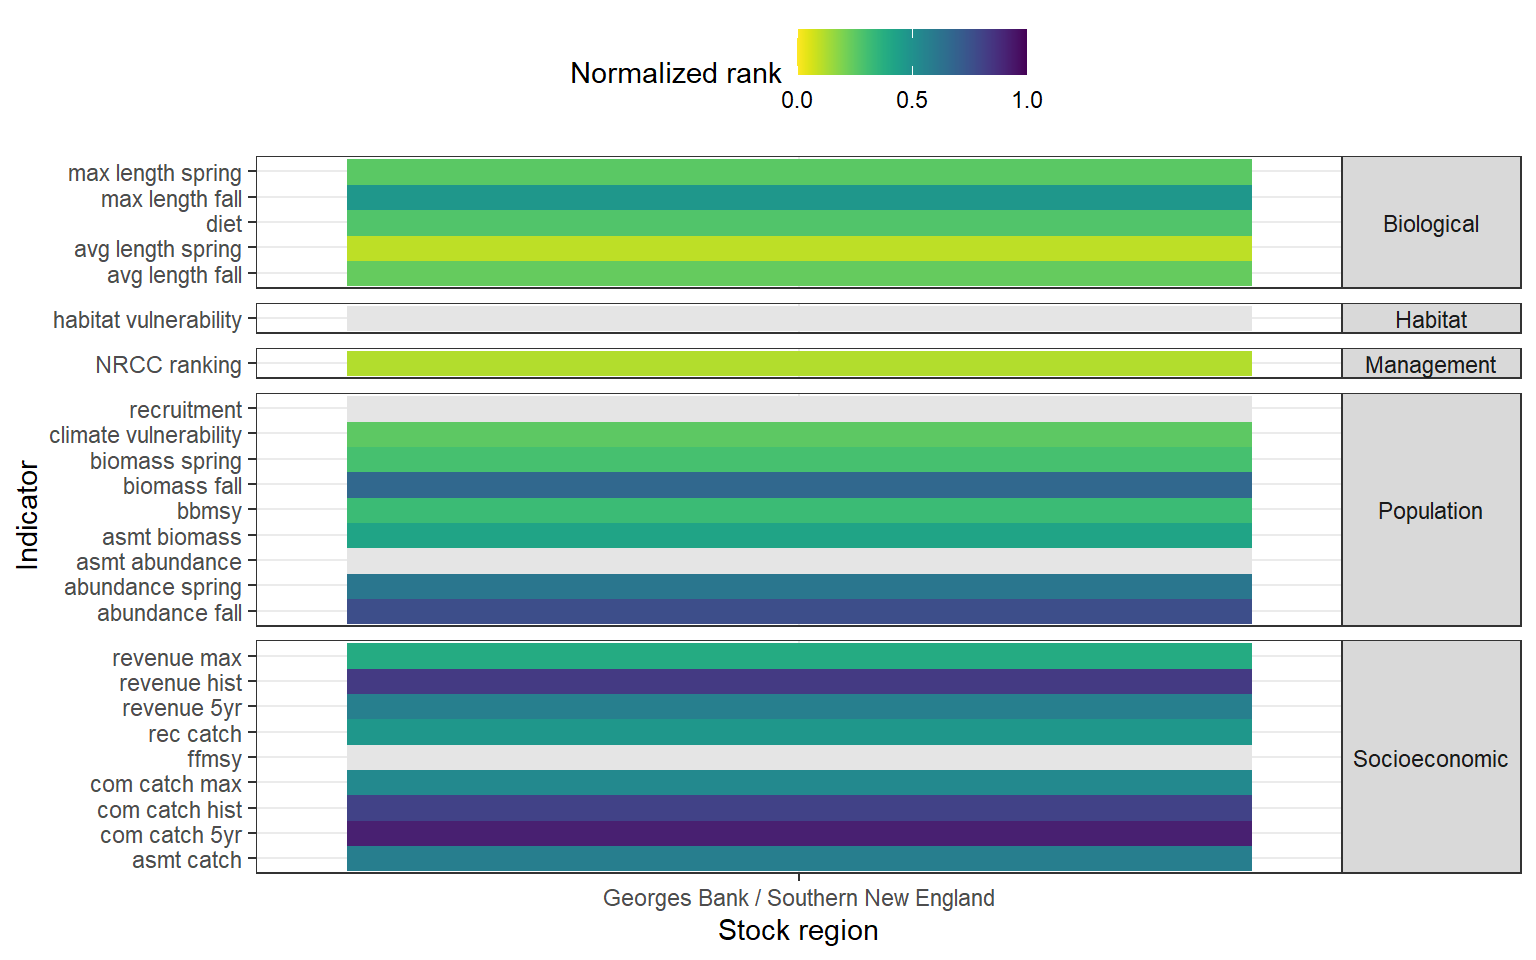 Normalized rank
0.0 0.5 1.0
max length spring
max length fall
diet
avg length spring
avg length fall
Biological
habitat vulnerability
Habitat
NRCC ranking
Management
recruitment
climate vulnerability
biomass spring
biomass fall
bbmsy
asmt biomass
asmt abundance
abundance spring
abundance fall
Population
revenue max
revenue hist
revenue 5yr
rec catch
ffmsy
com catch max
com catch hist
com catch 5yr
asmt catch
Socioeconomic
Indicator
Georges Bank / Southern New England
Stock region